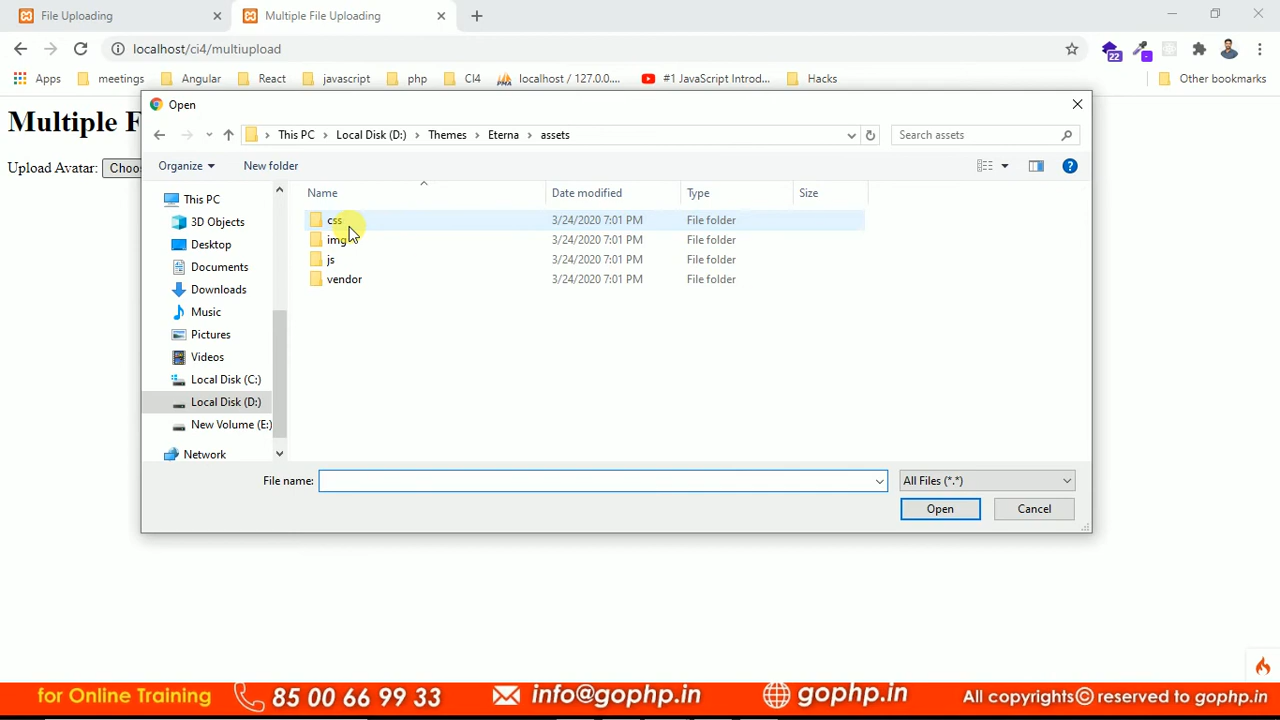 File Uploading
Multiple File Uploading
localhost/ci4/multiupload
Apps meetings Angular React javascript php CI4 localhost / 127.0.0.... #1 JavaScript Introd... Hacks Other bookmarks
22
Multiple F
Upload Avatar: Choo
Open
This PC Local Disk (D:) Themes Eterna assets
Search assets
Organize New folder
This PC
3D Objects
Desktop
Documents
Downloads
Music
Pictures
Videos
Local Disk (C:)
Local Disk (D:)
New Volume (E:)
Network
Name Date modified Type Size
css 3/24/2020 7:01 PM File folder
img 3/24/2020 7:01 PM File folder
js 3/24/2020 7:01 PM File folder
vendor 3/24/2020 7:01 PM File folder
File name: All Files (*.*)
Open Cancel
for Online Training 85 00 66 99 33 info@gophp.in gophp.in All copyrights© reserved to gophp.in